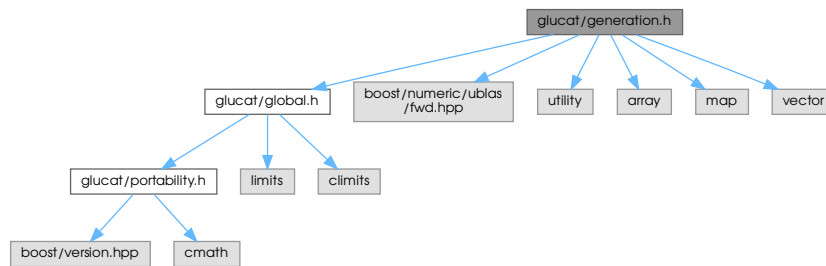 glucat/generation.h
glucat/global.h
boost/numeric/ublas
/fwd.hpp
utility
array
map
vector
glucat/portability.h
limits
climits
boost/version.hpp
cmath